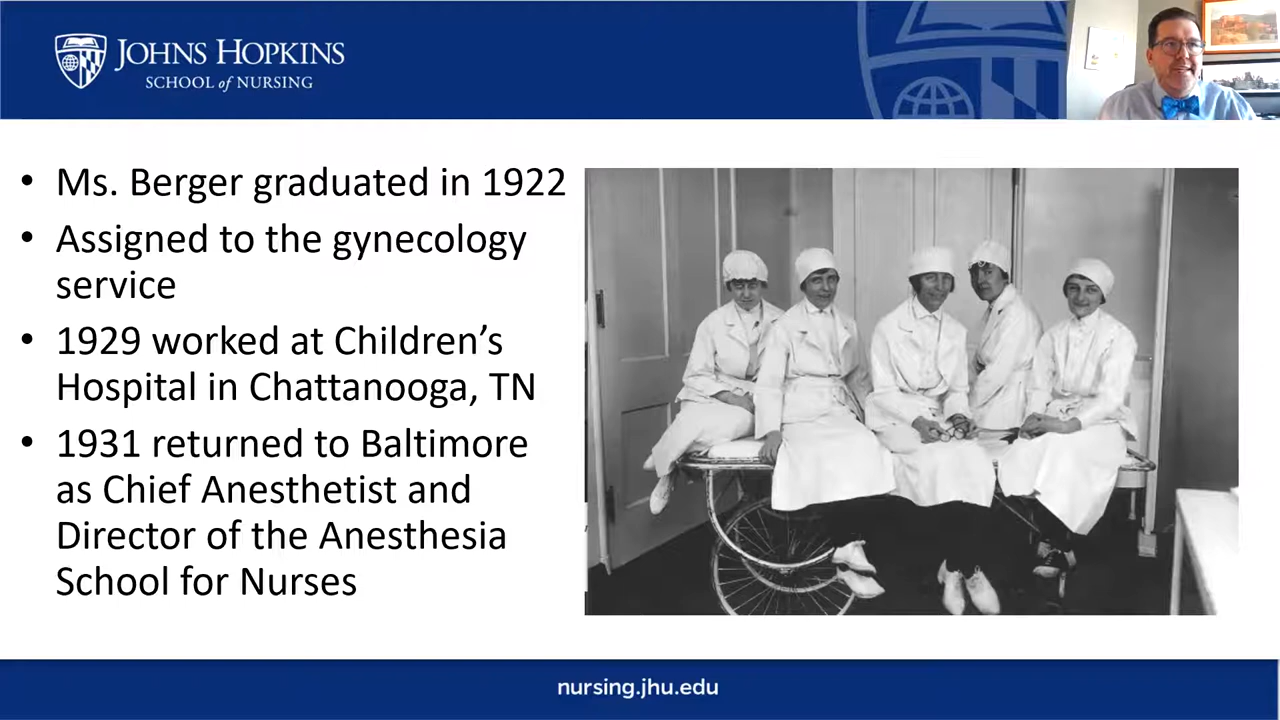 JOHNS HOPKINS
SCHOOL of NURSING
• Ms. Berger graduated in 1922
• Assigned to the gynecology
service
• 1929 worked at Children’s
Hospital in Chattanooga, TN
• 1931 returned to Baltimore
as Chief Anesthetist and
Director of the Anesthesia
School for Nurses
nursing.jhu.edu